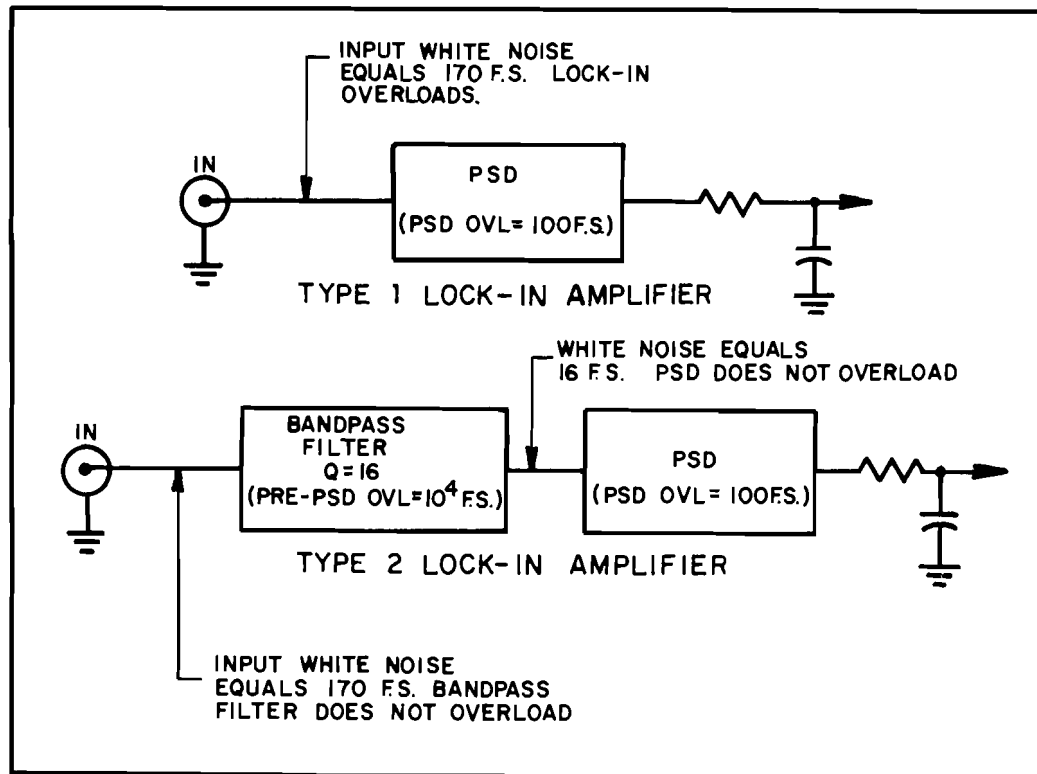 INPUT WHITE NOISE
EQUALS 170 F.S. LOCK-IN
OVERLOADS.
IN
PSD
(PSD OVL= 100F.S.)
TYPE 1 LOCK-IN AMPLIFIER
WHITE NOISE EQUALS
16 F.S. PSD DOES NOT OVERLOAD
IN
BANDPASS
FILTER
Q=16
(PRE-PSD OVL=10⁴ F.S.)
PSD
(PSD OVL= 100F.S.)
TYPE 2 LOCK-IN AMPLIFIER
INPUT WHITE NOISE
EQUALS 170 F.S. BANDPASS
FILTER DOES NOT OVERLOAD